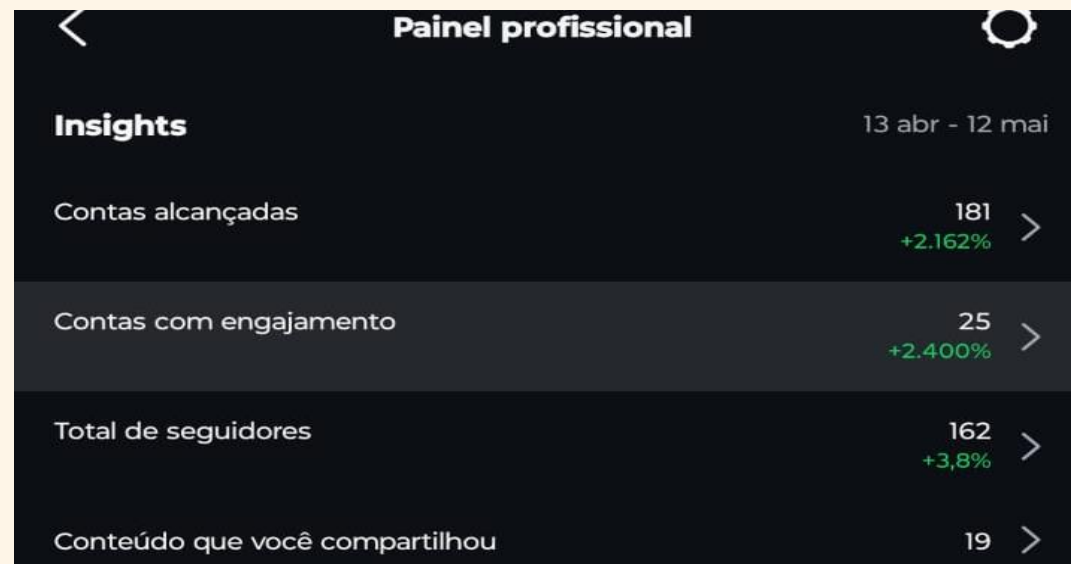 Painel profissional
Insights 13 abr - 12 mai
Contas alcançadas 181
+2.162%
Contas com engajamento 25
+2.400%
Total de seguidores 162
+3,8%
Conteúdo que você compartilhou 19